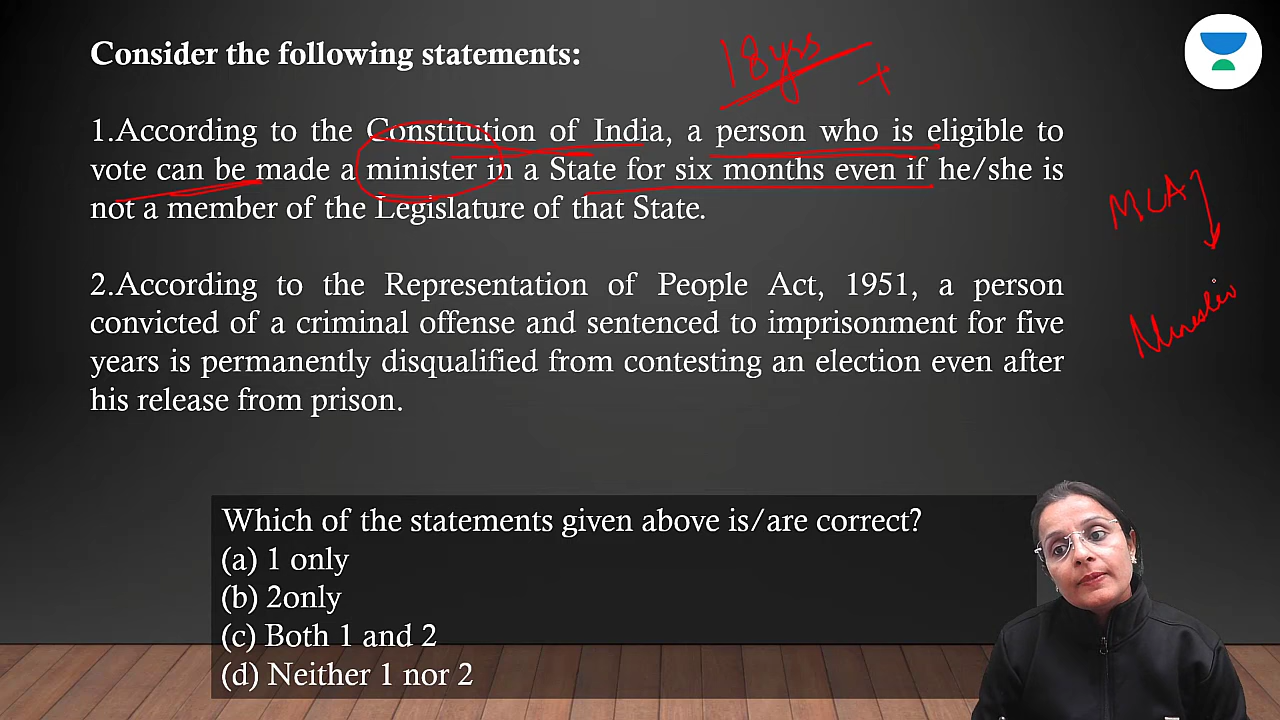 Consider the following statements:
18 yrs
1.According to the Constitution of India, a person who is eligible to
vote can be made a minister in a State for six months even if he/she is
not a member of the Legislature of that State.
MLA
Minister
2.According to the Representation of People Act, 1951, a person
convicted of a criminal offense and sentenced to imprisonment for five
years is permanently disqualified from contesting an election even after
his release from prison.
Which of the statements given above is/are correct?
(a) 1 only
(b) 2only
(c) Both 1 and 2
(d) Neither 1 nor 2